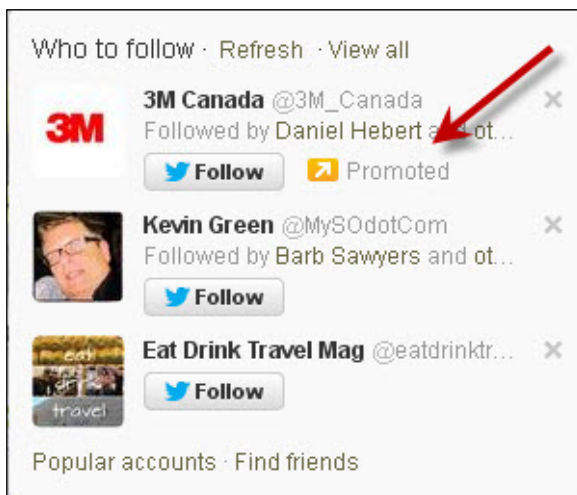 Who to follow · Refresh · View all
3M
3M Canada @3M_Canada ×
Followed by Daniel Hebert and ot...
Follow Promoted
Kevin Green @MySOdotCom ×
Followed by Barb Sawyers and ot...
Follow
eat
drink
travel
Eat Drink Travel Mag @eatdrinktr... ×
Follow
Popular accounts · Find friends